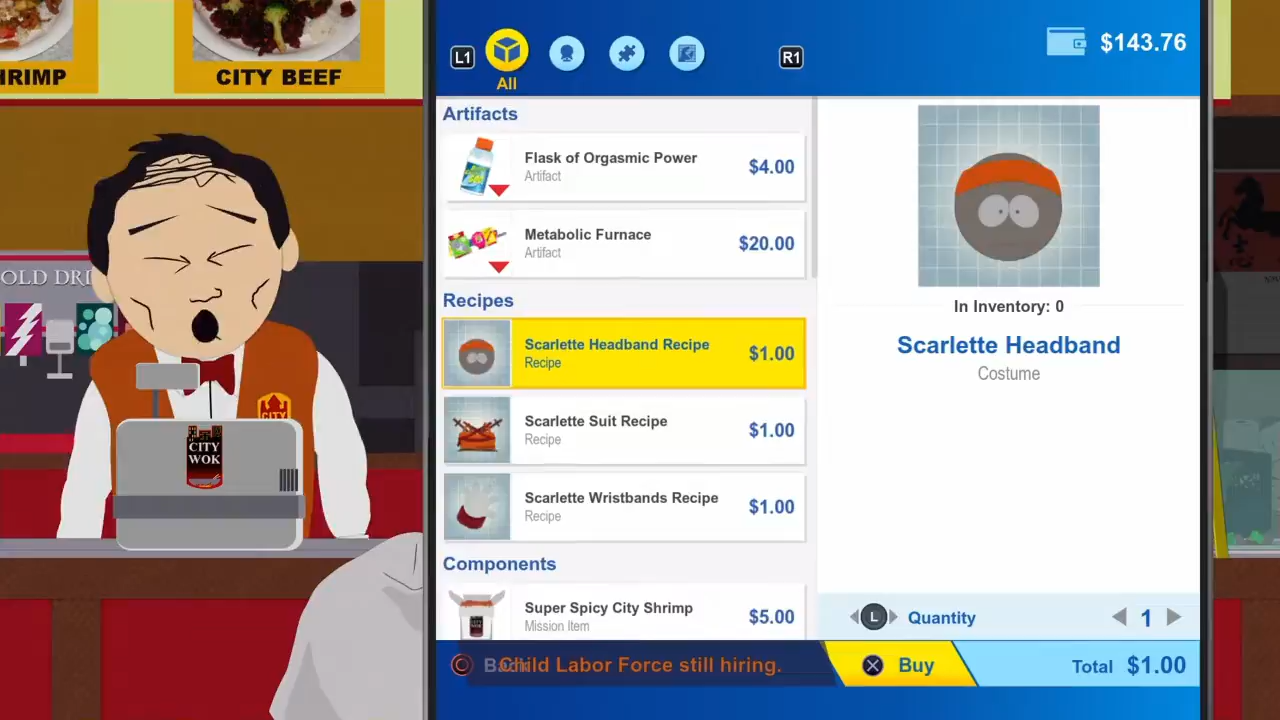 HRIMP
CITY BEEF
OLD DRI
CITY
CITY
WOK
L1
R1
All
$143.76
Artifacts
Flask of Orgasmic Power
Artifact
$4.00
Metabolic Furnace
Artifact
$20.00
Recipes
Scarlette Headband Recipe
Recipe
$1.00
Scarlette Suit Recipe
Recipe
$1.00
Scarlette Wristbands Recipe
Recipe
$1.00
Components
Super Spicy City Shrimp
Mission Item
$5.00
In Inventory: 0
Scarlette Headband
Costume
L Quantity 1
Back
Child Labor Force still hiring.
Buy
Total $1.00